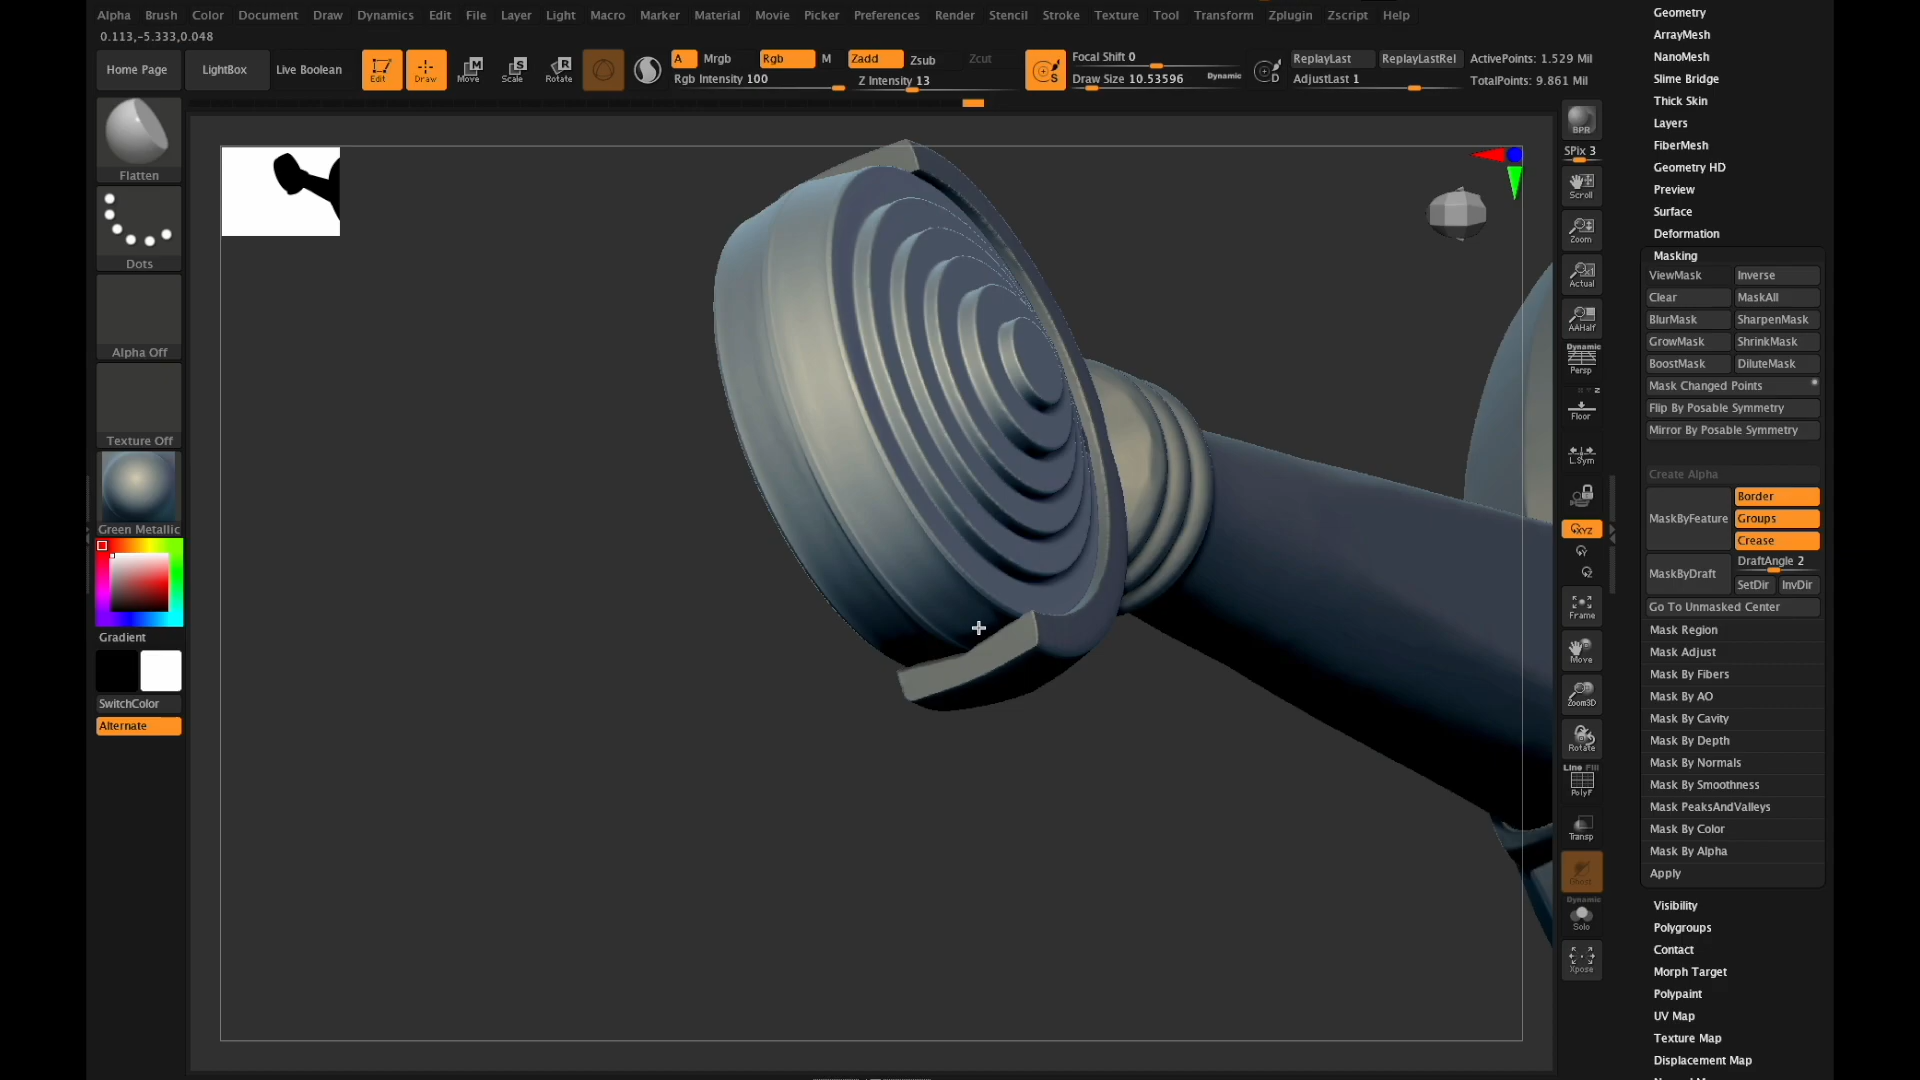 Alpha Brush Color Document Draw Dynamics Edit File Layer Light Macro Marker Material Movie Picker Preferences Render Stencil Stroke Texture Tool Transform Zplugin Zscript Help
0.113,-5.333,0.048
Home Page
LightBox
Live Boolean
Edit
Draw
Move
M
Scale
S
Rotate
R
A
Mrgb
Rgb
M
Rgb Intensity 100
Zadd
Zsub
Zcut
Z Intensity 13
S
Focal Shift 0
Draw Size 10.53596
Dynamic
D
ReplayLast
ReplayLastRel
AdjustLast 1
ActivePoints: 1.529 Mil
TotalPoints: 9.861 Mil
Flatten
Dots
Alpha Off
Texture Off
Green Metallic
Gradient
SwitchColor
Alternate
BPR
SPix 3
Scroll
Zoom
Actual
AAHalf
Dynamic
Persp
Floor
L.Sym
XYZ
Y
Z
Frame
Move
Zoom3D
Rotate
Line Fill
PolyF
Transp
Ghost
Dynamic
Solo
Xpose
Geometry
ArrayMesh
NanoMesh
Slime Bridge
Thick Skin
Layers
FiberMesh
Geometry HD
Preview
Surface
Deformation
Masking
ViewMask Inverse
Clear MaskAll
BlurMask SharpenMask
GrowMask ShrinkMask
BoostMask DiluteMask
Mask Changed Points
Flip By Posable Symmetry
Mirror By Posable Symmetry
Create Alpha
MaskByFeature
Border
Groups
Crease
MaskByDraft
DraftAngle 2
SetDir InvDir
Go To Unmasked Center
Mask Region
Mask Adjust
Mask By Fibers
Mask By AO
Mask By Cavity
Mask By Depth
Mask By Normals
Mask By Smoothness
Mask PeaksAndValleys
Mask By Color
Mask By Alpha
Apply
Visibility
Polygroups
Contact
Morph Target
Polypaint
UV Map
Texture Map
Displacement Map